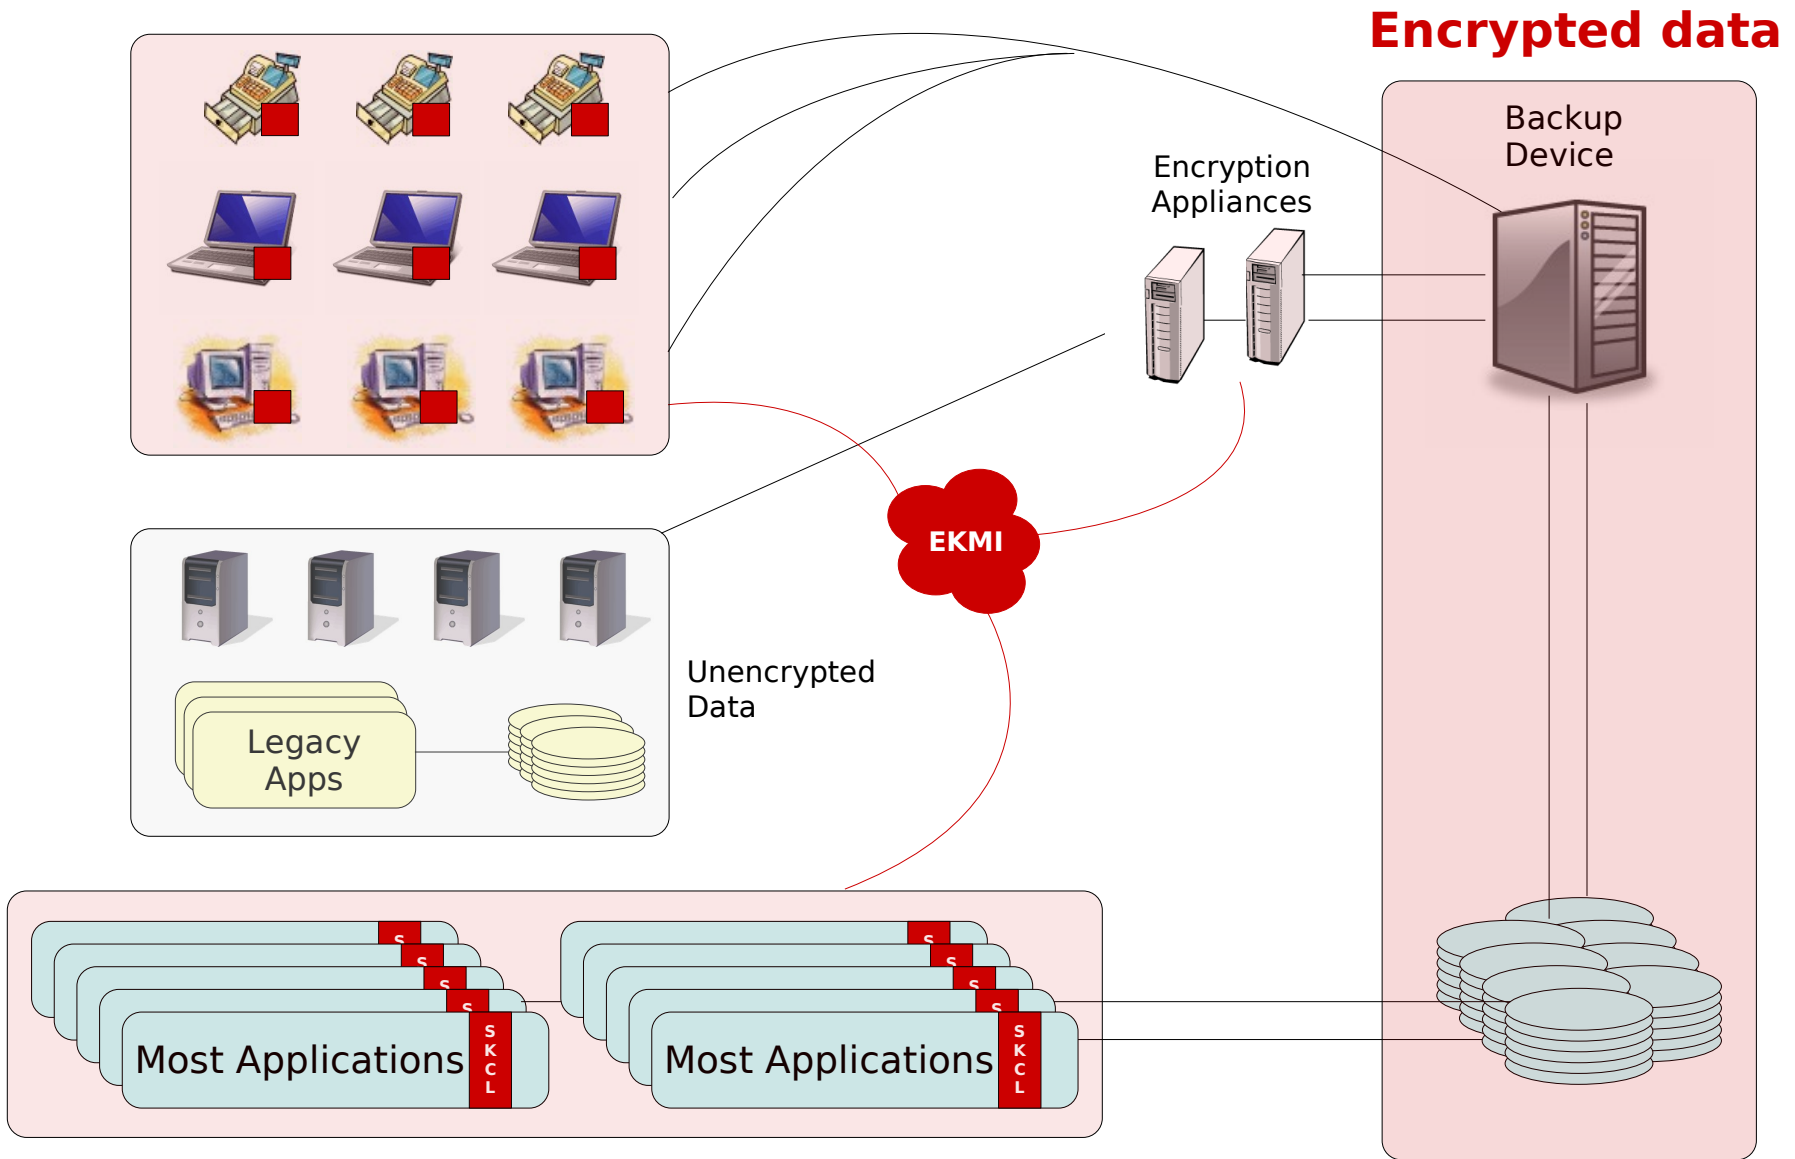 Encrypted data
Backup
Device
Encryption
Appliances
EKMI
Unencrypted
Data
Legacy
Apps
S
S
S
S
S
S
S
S
Most Applications
S
K
C
L
Most Applications
S
K
C
L